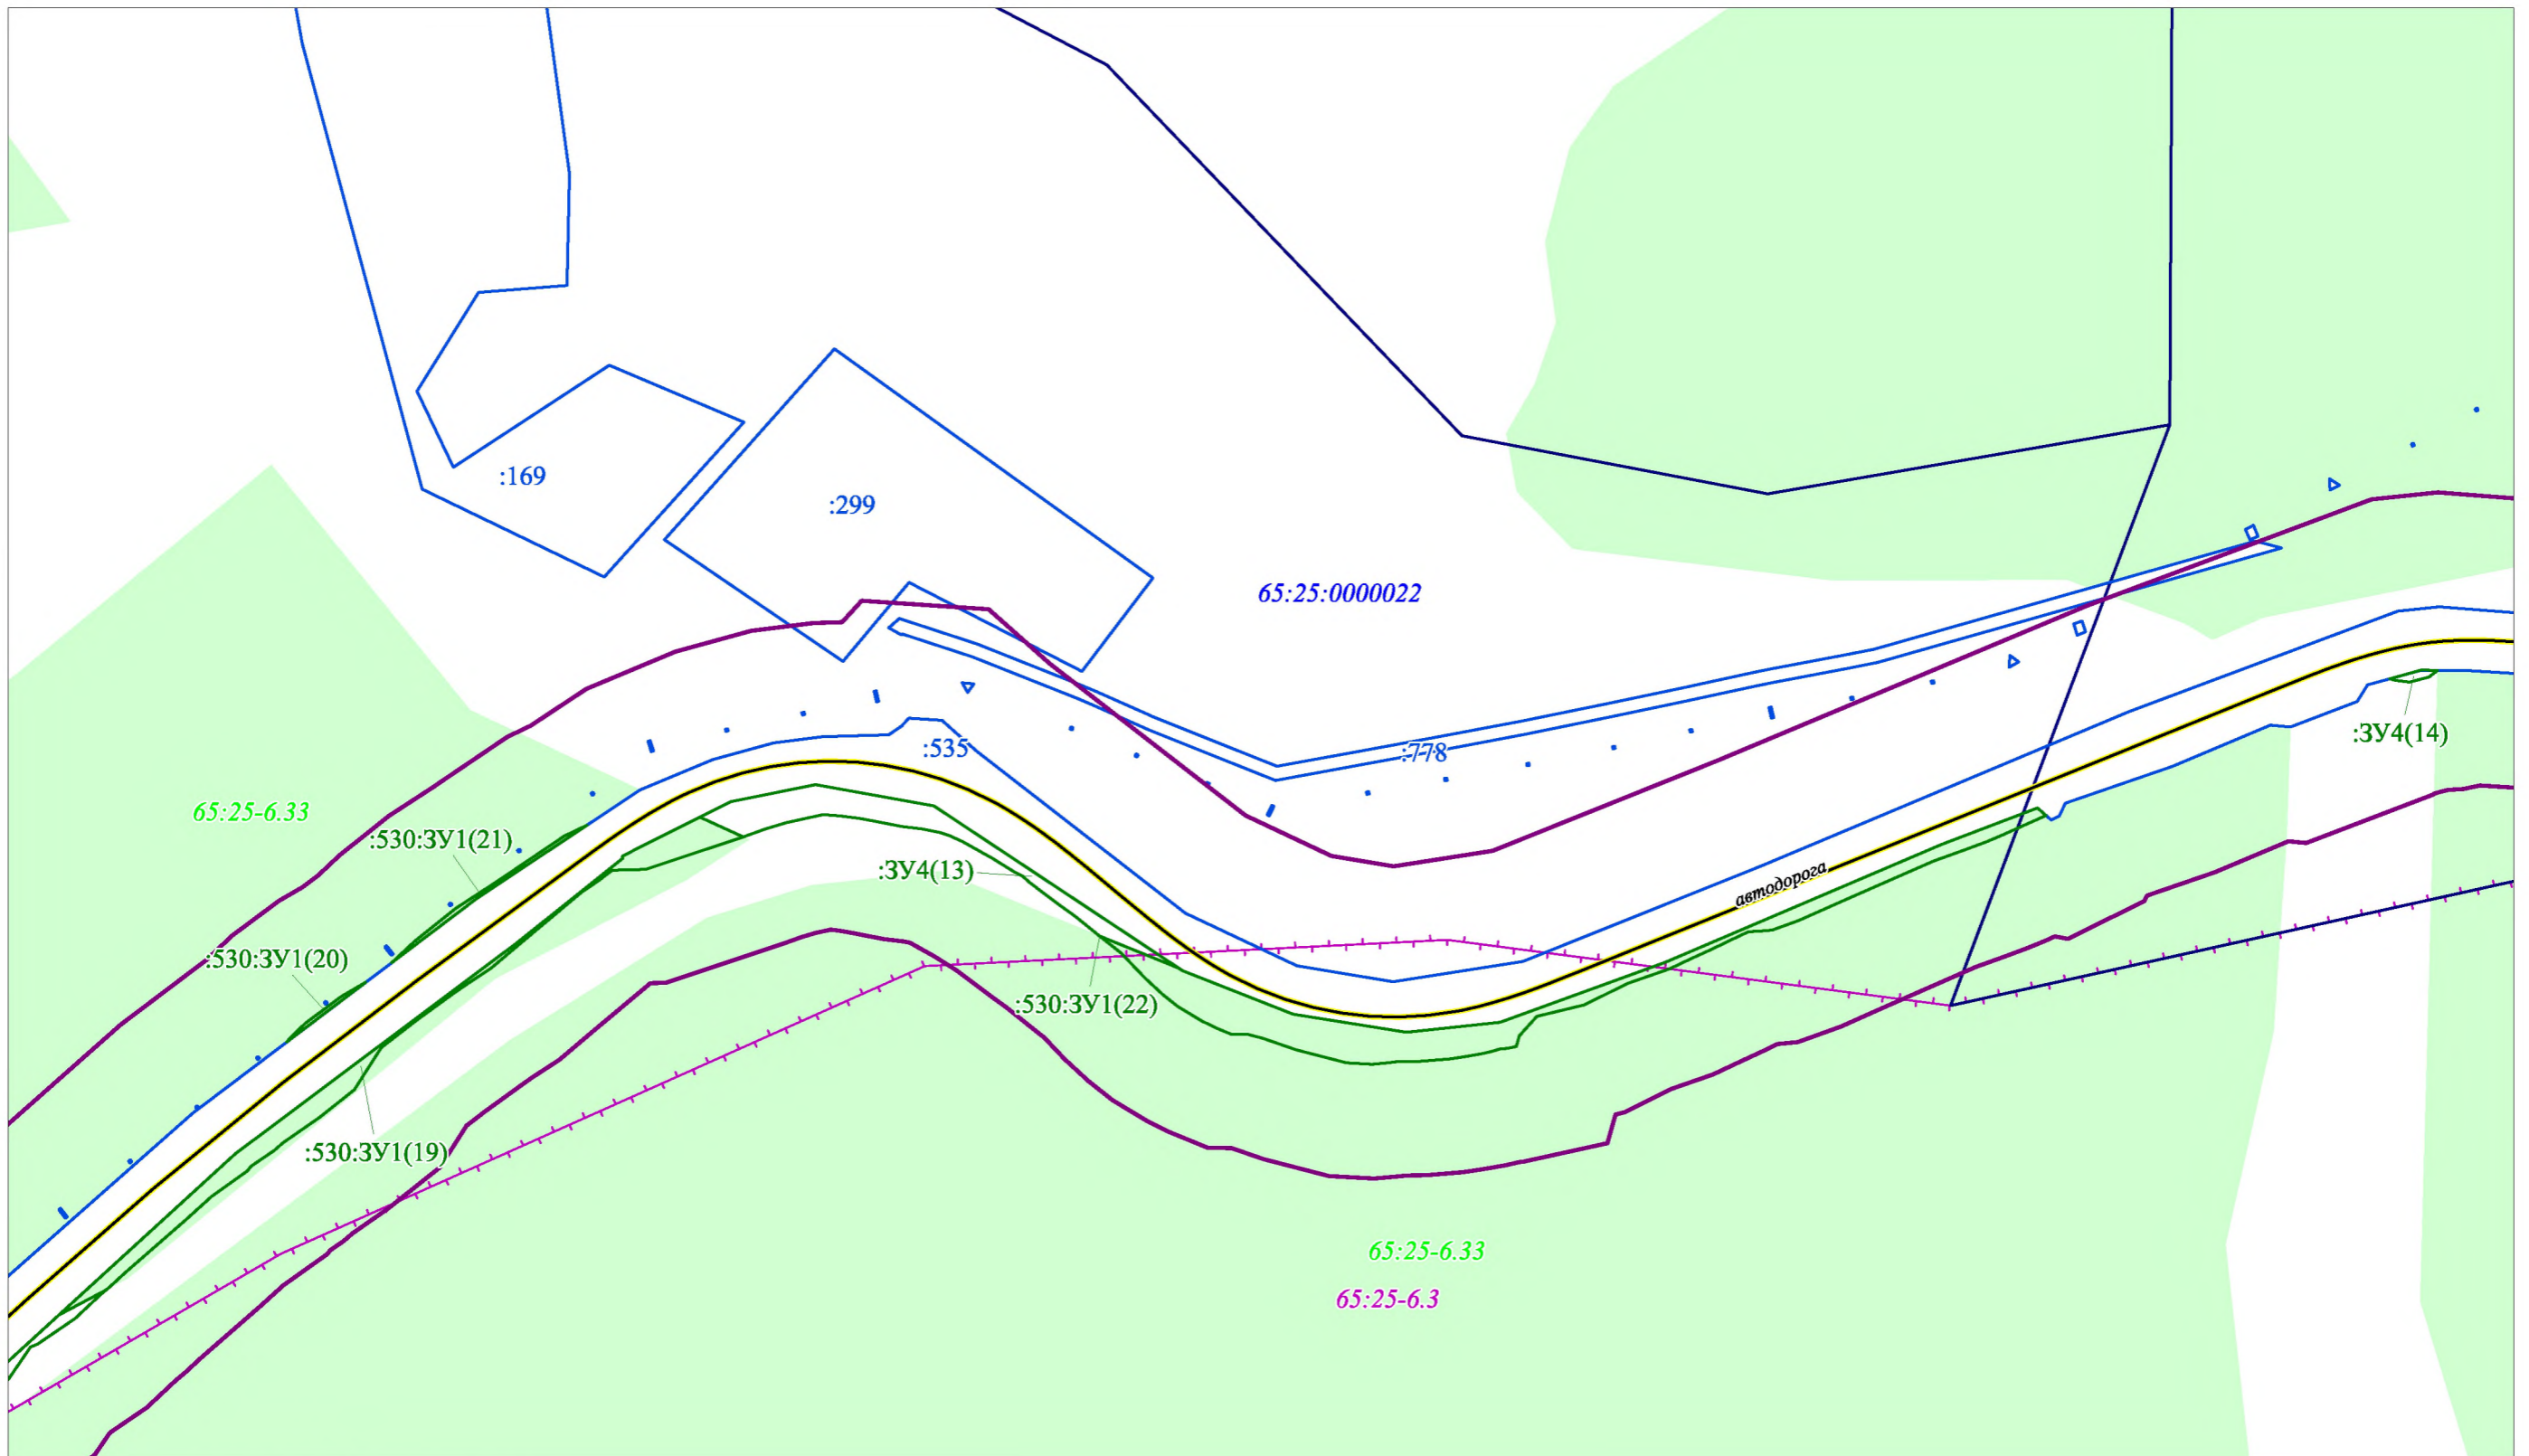 :169
:299
65:25:0000022
:ЗУ4(14)
:535
:778
65:25-6.33
:530:ЗУ1(21)
:ЗУ4(13)
автодорога
:530:ЗУ1(20)
:530:ЗУ1(22)
:530:ЗУ1(19)
65:25-6.33
65:25-6.3